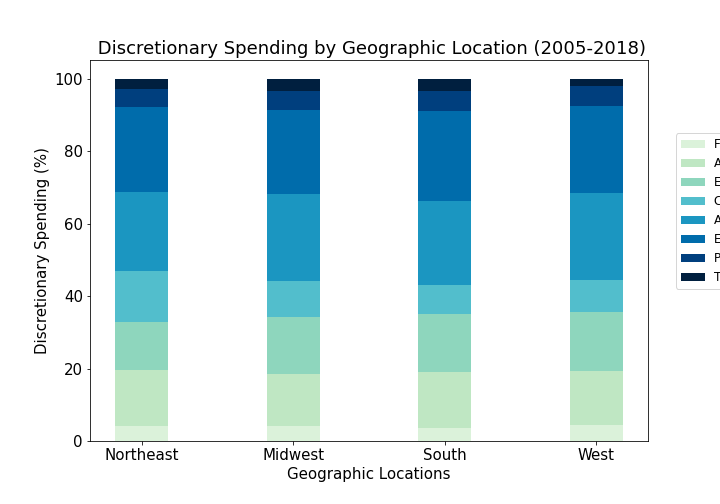 Discretionary Spending by Geographic Location (2005-2018)
Discretionary Spending (%)
100
80
60
40
20
0
Northeast Midwest South West
Geographic Locations
F
A
E
C
A
E
P
T